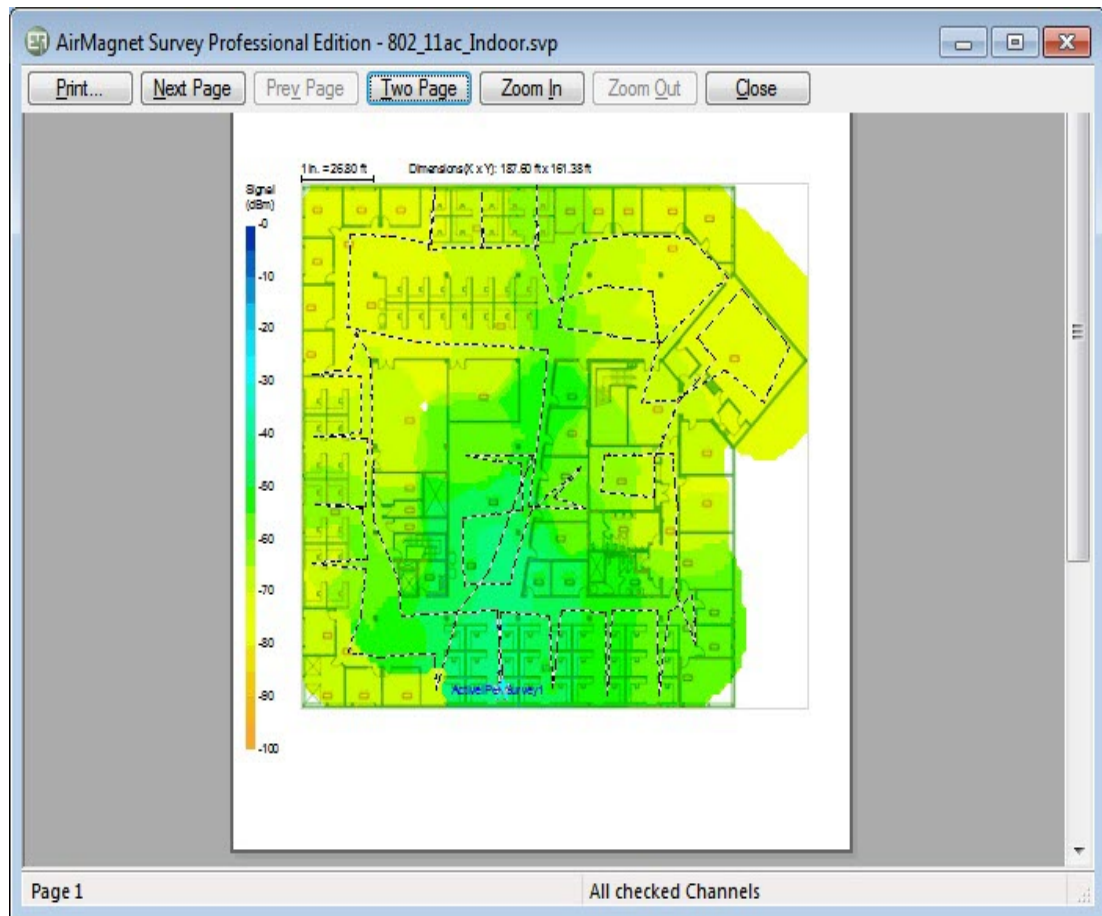 AirMagnet Survey Professional Edition - 802_11ac_Indoor.svp
Print... Next Page Prev Page Two Page Zoom In Zoom Out Close
1 in. = 26.80 ft Dimensions(X x Y): 187.60 ft x 161.38 ft
Signal
(dBm)
-0
-10
-20
-30
-40
-50
-60
-70
-80
-90
-100
Page 1 All checked Channels